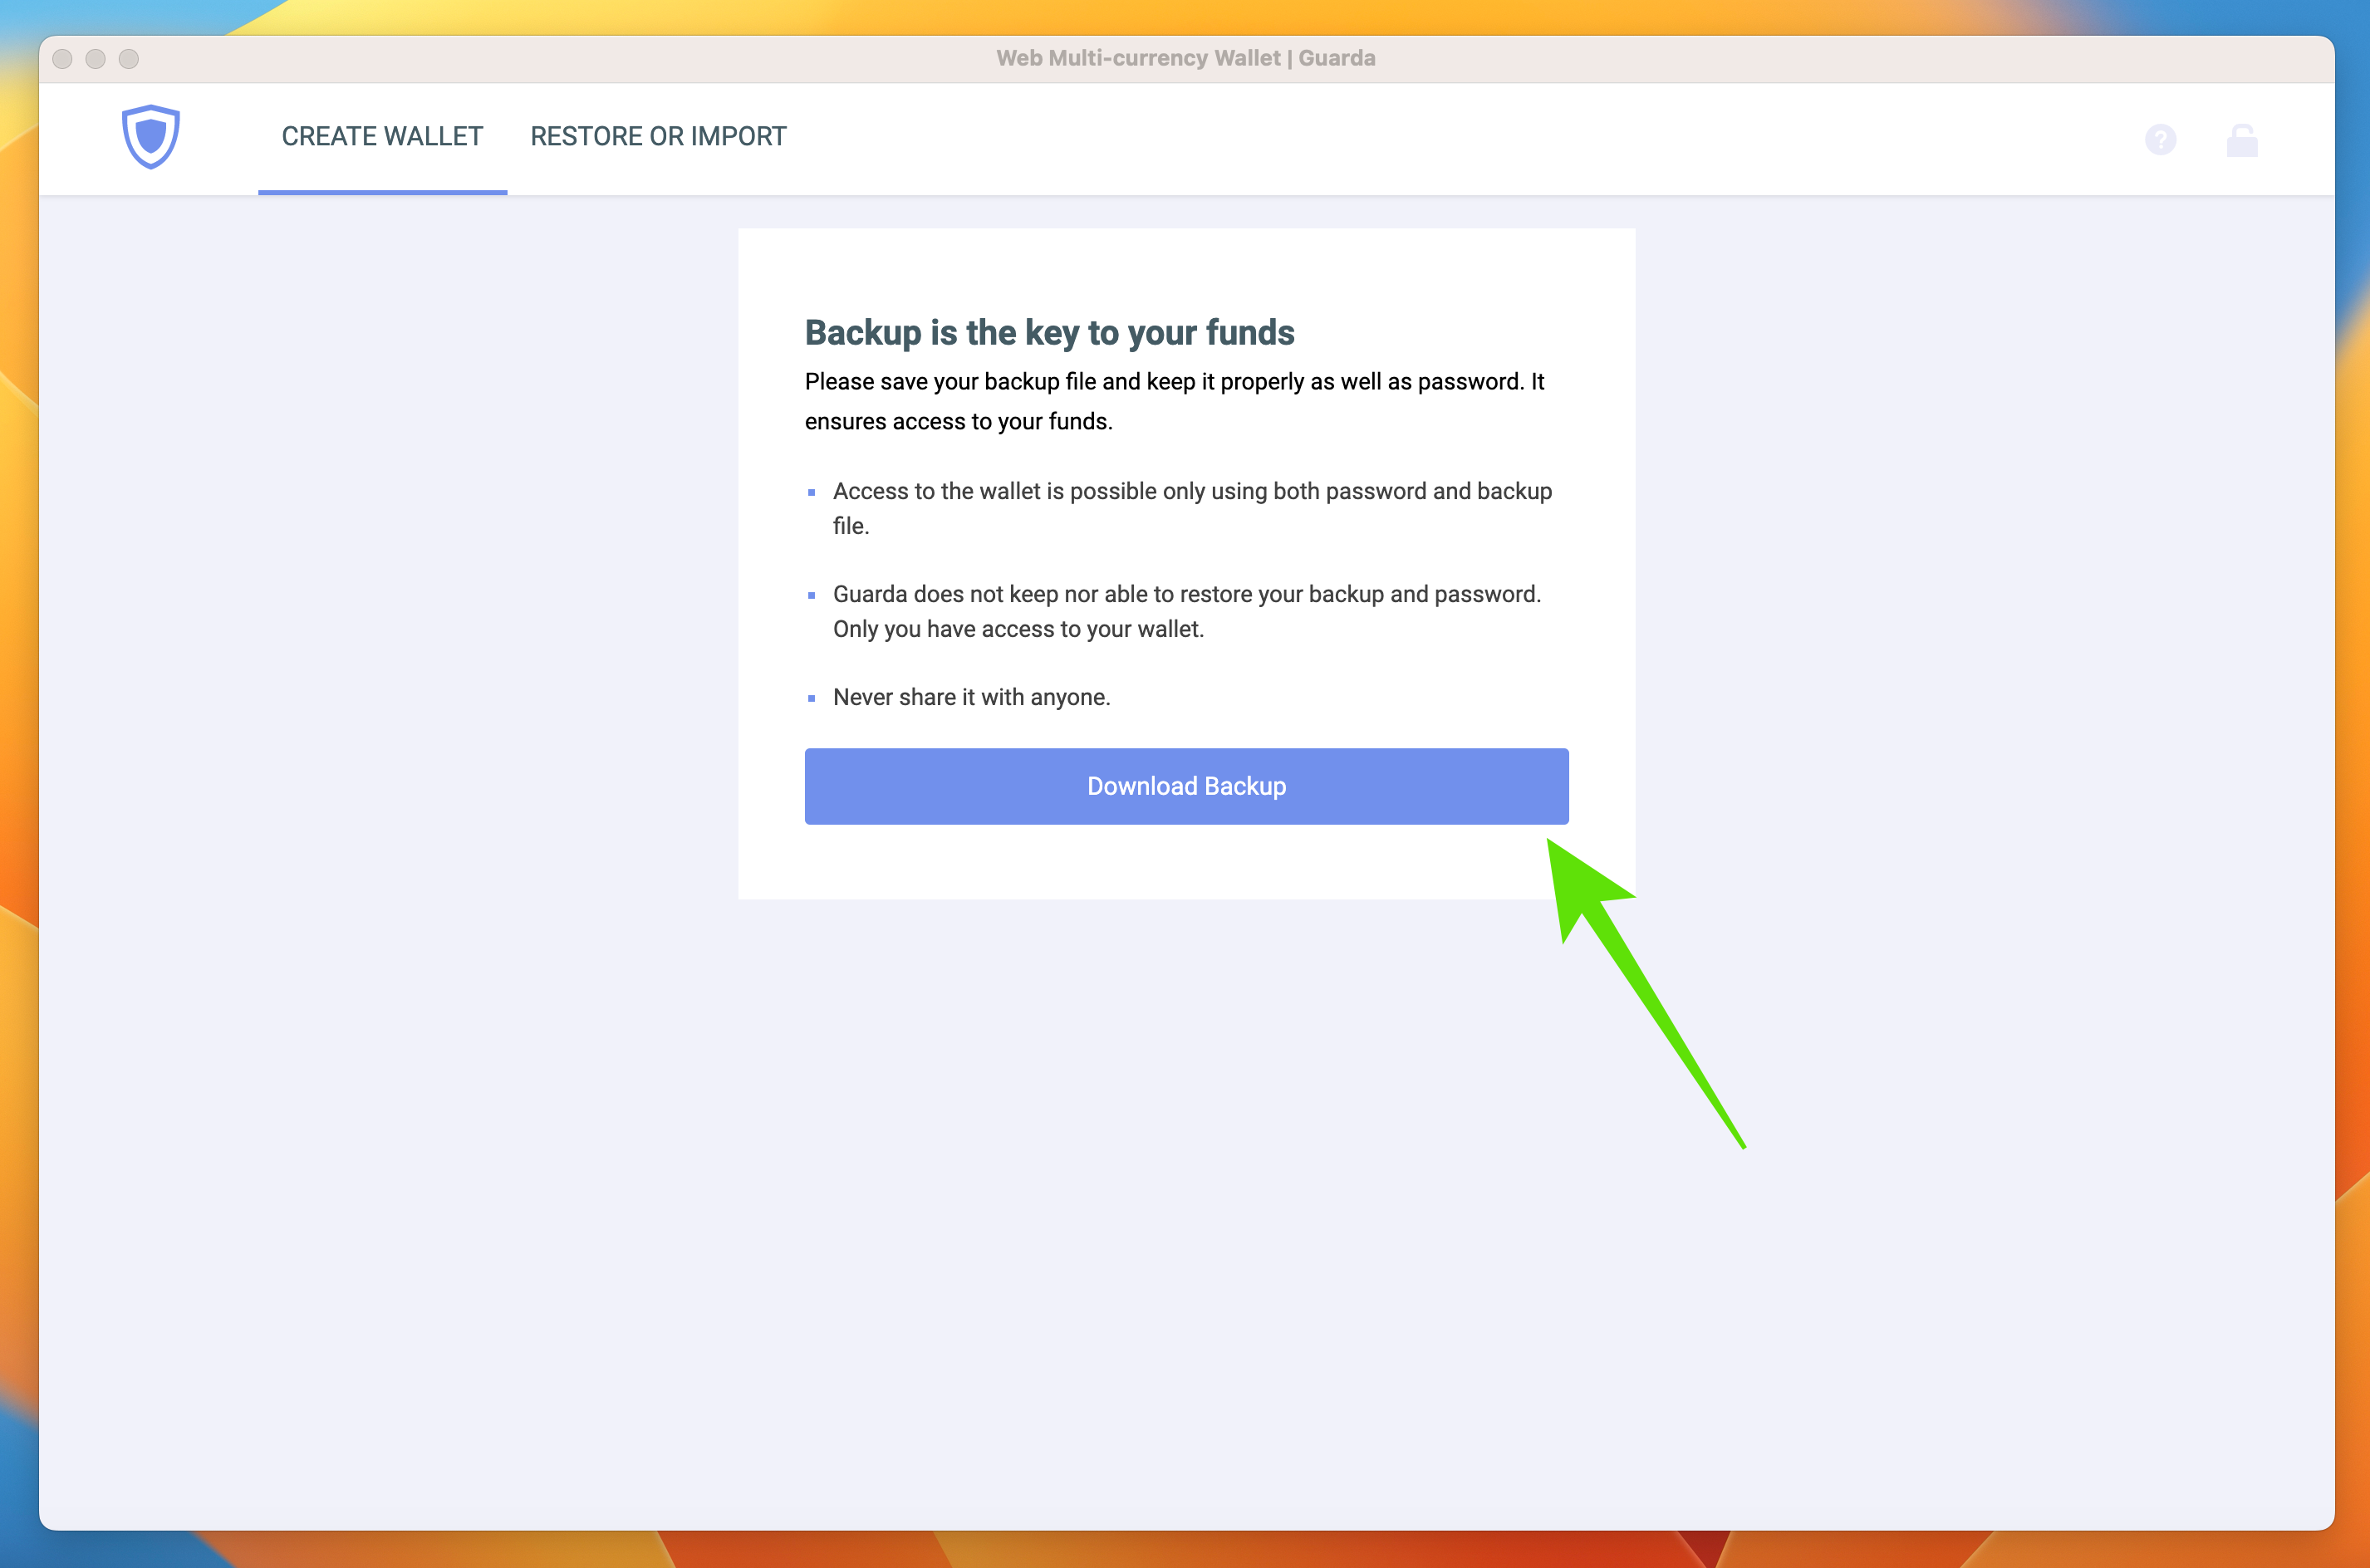 Web Multi-currency Wallet | Guarda
CREATE WALLET
RESTORE OR IMPORT
?
Backup is the key to your funds
Please save your backup file and keep it properly as well as password. It
ensures access to your funds.
Access to the wallet is possible only using both password and backup
file.
Guarda does not keep nor able to restore your backup and password.
Only you have access to your wallet.
Never share it with anyone.
Download Backup